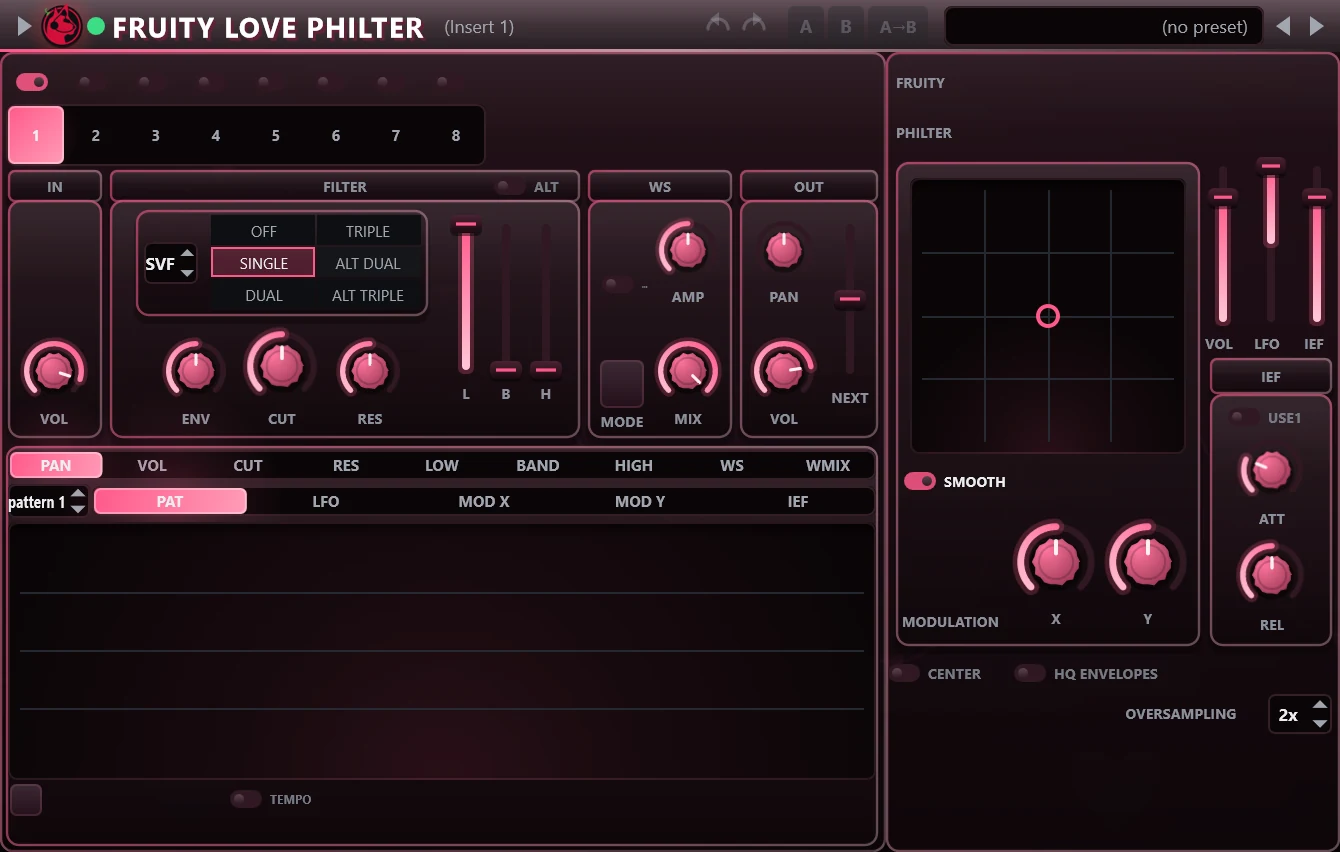 FRUITY LOVE PHILTER (Insert 1) A B A→B (no preset)
1 2 3 4 5 6 7 8
IN FILTER ALT WS OUT
SVF
OFF TRIPLE
SINGLE ALT DUAL
DUAL ALT TRIPLE
L B H
ENV CUT RES
VOL
AMP
MODE MIX
PAN
VOL NEXT
PAN VOL CUT RES LOW BAND HIGH WS WMIX
pattern 1 PAT LFO MOD X MOD Y IEF
TEMPO
FRUITY
PHILTER
VOL LFO IEF
IEF
USE1
ATT
REL
SMOOTH
MODULATION X Y
CENTER HQ ENVELOPES
OVERSAMPLING 2x